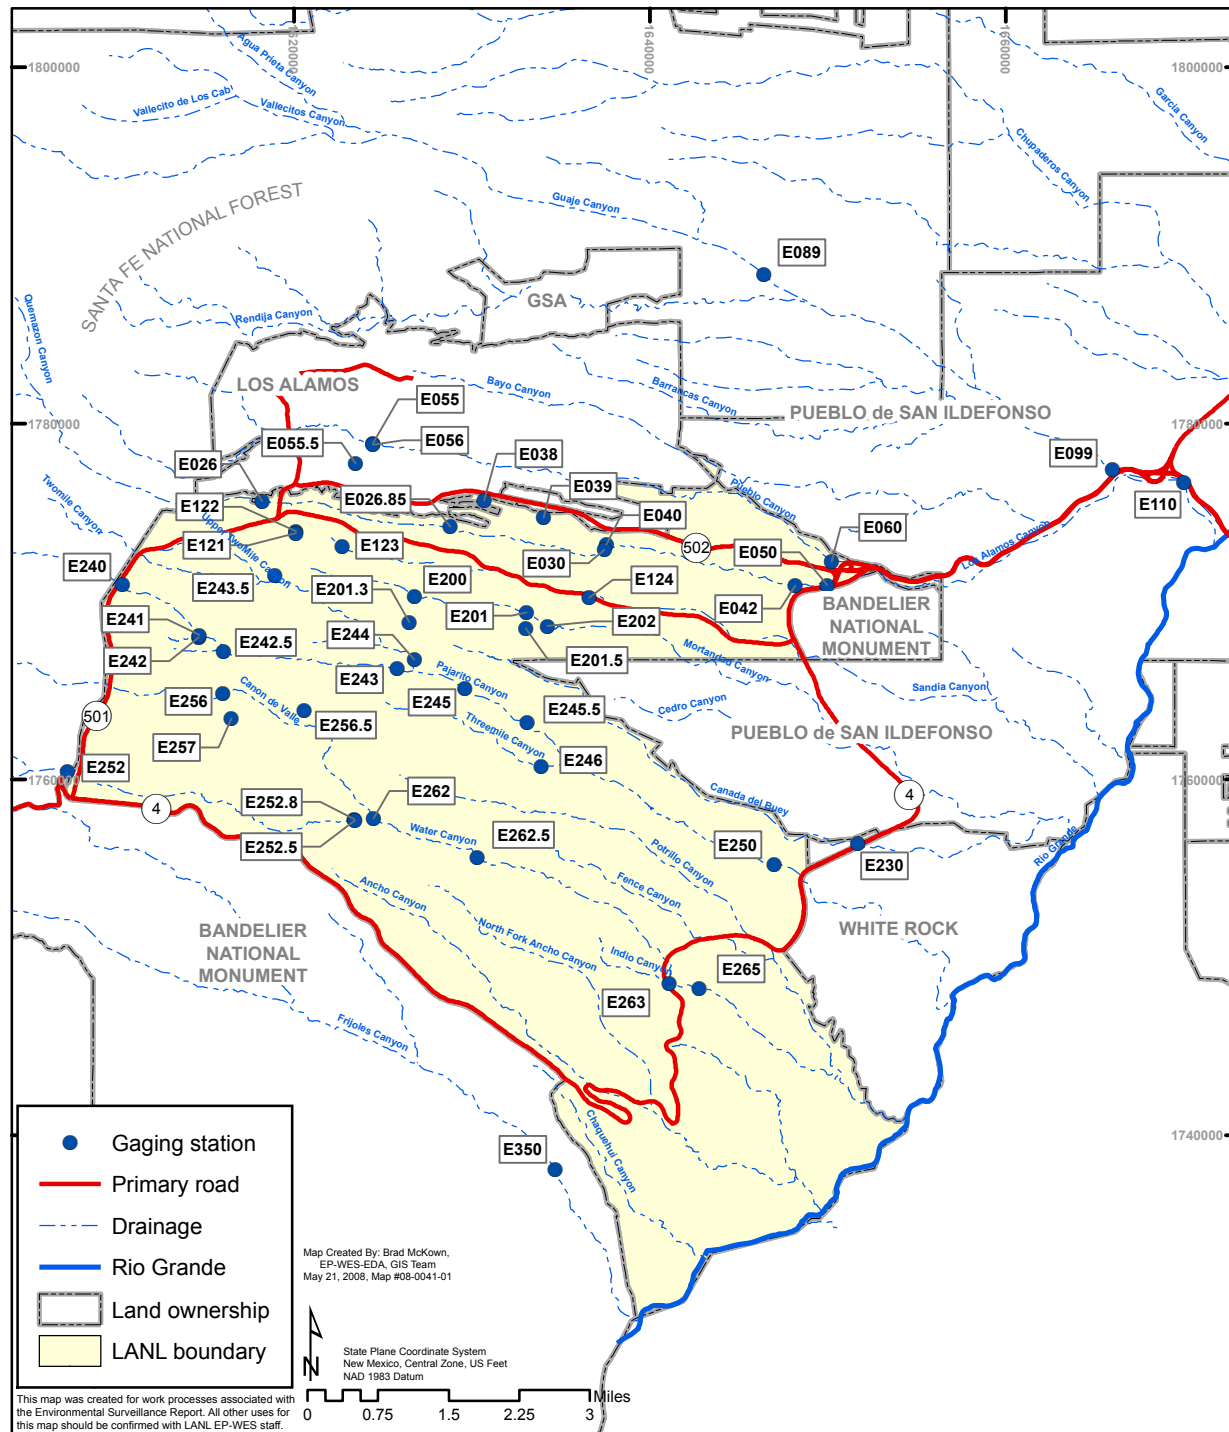 1620000
1640000
1660000
1800000
1800000
Agua Prieta Canyon
Vallecito de Los Cab
Vallecitos Canyon
Garcia Canyon
Chupaderos Canyon
SANTA FE NATIONAL FOREST
Guaje Canyon
E089
GSA
Quemazon Canyon
Rendija Canyon
LOS ALAMOS
Bayo Canyon
Barrancas Canyon
PUEBLO de SAN ILDEFONSO
E055
1780000
1780000
E055.5
E056
E038
E099
E026
E039
E110
Twomile Canyon
E026.85
Pueblo Canyon
E122
E040
Upper TwoMile Canyon
E060
E121
E123
E030
502
E050
Los Alamos Canyon
E240
E243.5
E201.3
E200
E124
E042
E241
E201
E202
BANDELIER
NATIONAL
MONUMENT
E242.5
E244
E242
E201.5
Mortandad Canyon
E243
Pajarito Canyon
Sandia Canyon
E256
Canon de Valle
E245
E245.5
Cedro Canyon
501
E257
E256.5
Threemile Canyon
PUEBLO de SAN ILDEFONSO
E246
E252
1760000
1760000
Canada del Buey
4
4
E252.8
E262
E252.5
Water Canyon
E262.5
Potrillo Canyon
E250
E230
Rio Grande
Ancho Canyon
Fence Canyon
BANDELIER
NATIONAL
MONUMENT
North Fork Ancho Canyon
WHITE ROCK
Indio Canyon
E265
E263
Frijoles Canyon
Chaquehui Canyon
1740000
E350
Gaging station
Primary road
Drainage
Rio Grande
Land ownership
LANL boundary
Map Created By: Brad McKown,
EP-WES-EDA, GIS Team
May 21, 2008, Map #08-0041-01
N
State Plane Coordinate System
New Mexico, Central Zone, US Feet
NAD 1983 Datum
Miles
0 0.75 1.5 2.25 3
This map was created for work processes associated with
the Environmental Surveillance Report. All other uses for
this map should be confirmed with LANL EP-WES staff.